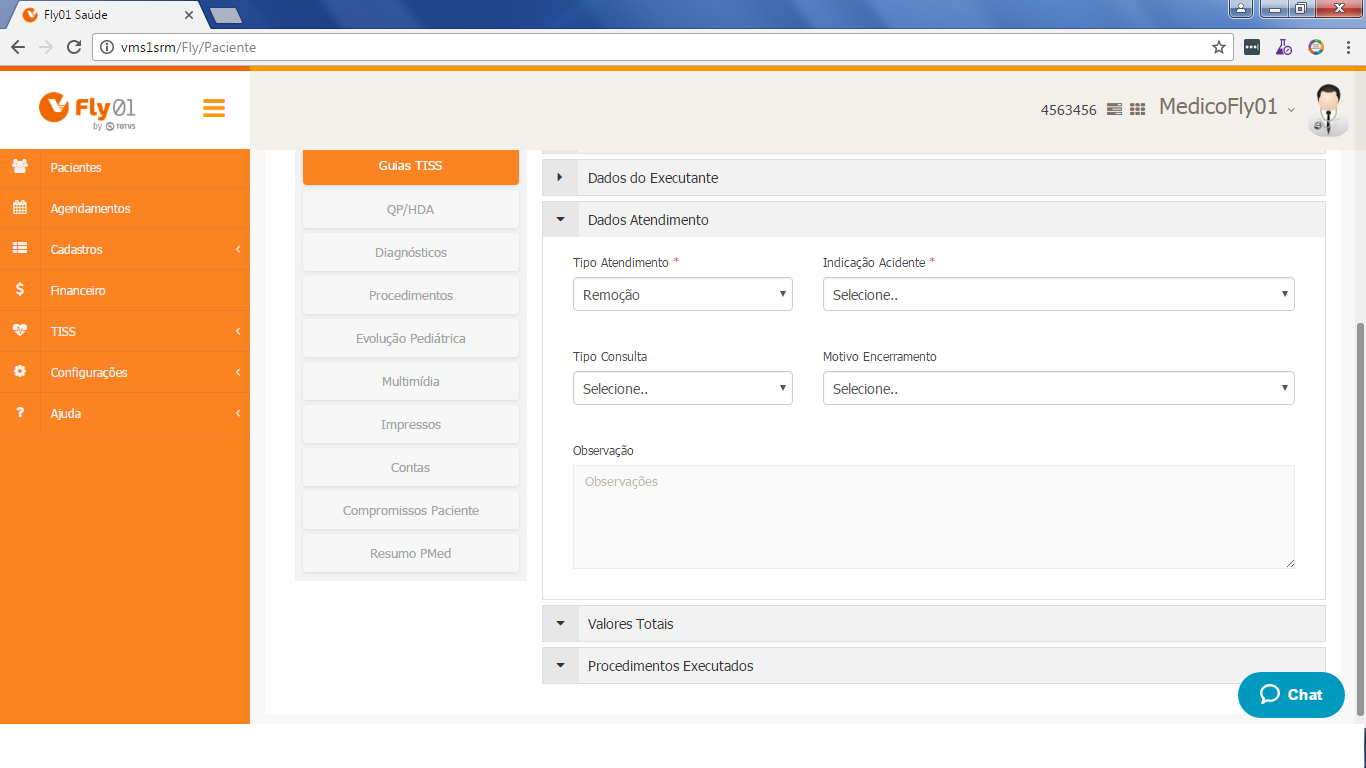 Fly01 Saúde
vms1srm/Fly/Paciente
Fly01
by TOTVS
4563456
MedicoFly01
Pacientes
Agendamentos
Cadastros
Financeiro
TISS
Configurações
Ajuda
Guias TISS
QP/HDA
Diagnósticos
Procedimentos
Evolução Pediátrica
Multimídia
Impressos
Contas
Compromissos Paciente
Resumo PMed
Dados do Executante
Dados Atendimento
Tipo Atendimento *
Indicação Acidente *
Remoção
Selecione..
Tipo Consulta
Motivo Encerramento
Selecione..
Selecione..
Observação
Observações
Valores Totais
Procedimentos Executados
Chat